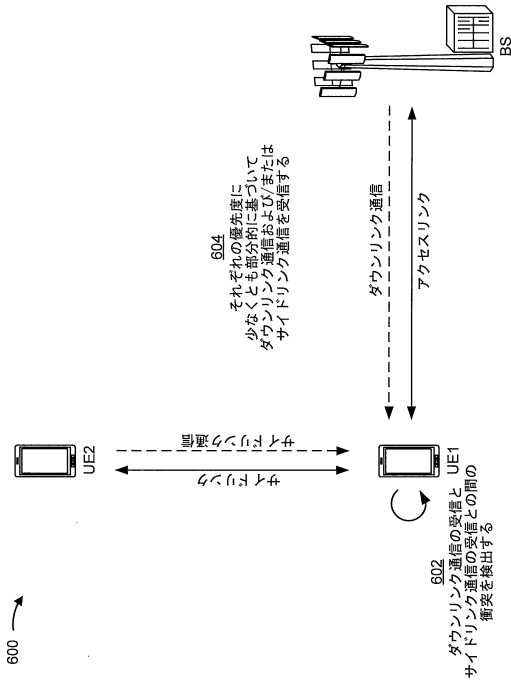 600
UE2
サイドリンク
サイドリンク通信
UE1
602
ダウンリンク通信の受信と
サイドリンク通信の受信との間の
衝突を検出する
604
それぞれの優先度に
少なくとも部分的に基づいて
ダウンリンク通信および/または
サイドリンク通信を受信する
ダウンリンク通信
アクセスリンク
BS